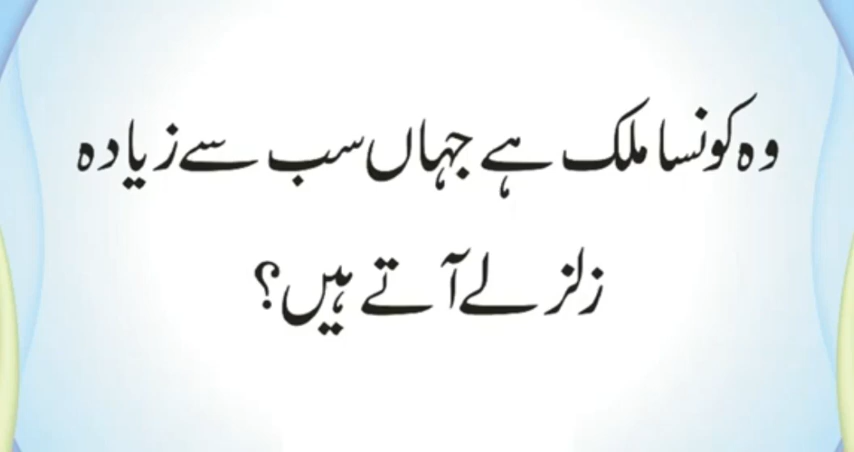 وہ کونسا ملک ہے جہاں سب سے زیادہ
زلزلے آتے ہیں؟